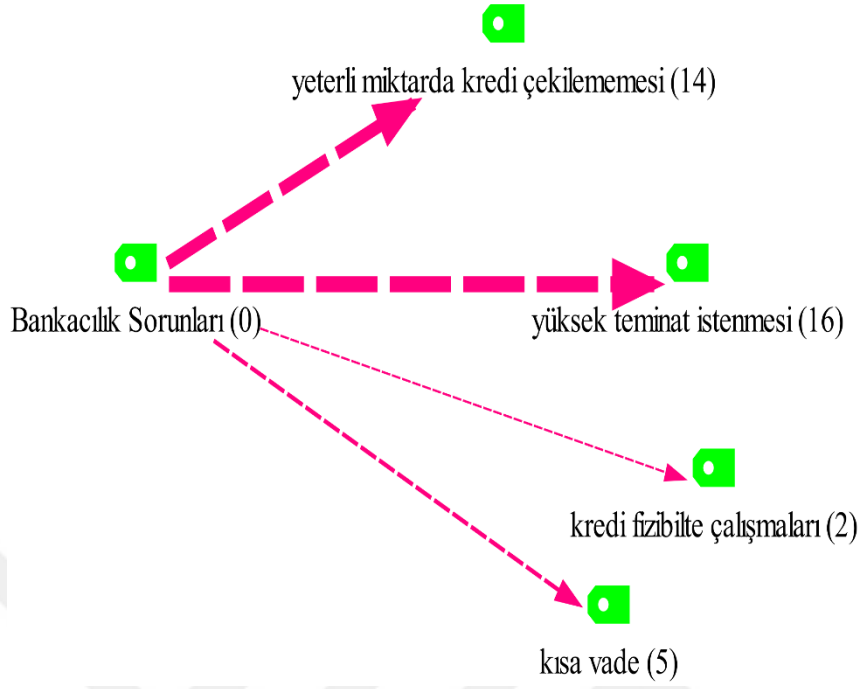 yeterli miktarda kredi çekilememesi (14)
Bankacılık Sorunları (0)
yüksek teminat istenmesi (16)
kredi fizibilte çalışmaları (2)
kısa vade (5)